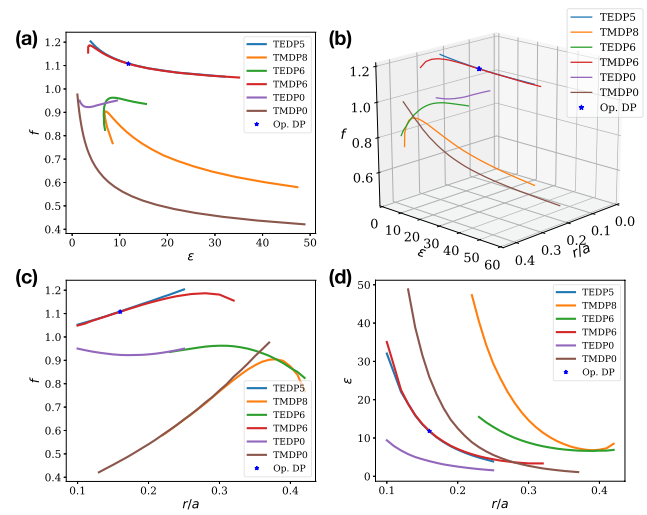 (a)
1.2
1.1
1.0
0.9
0.8
0.7
0.6
0.5
0.4
f
0
10
20
30
40
50
ε
TEDP5
TMDP8
TEDP6
TMDP6
TEDP0
TMDP0
Op. DP
(b)
1.2
1.2
1.0
0.8
0.6
f
0
10
20
30
40
50
60
ε
0.4
0.3
0.2
0.1
0.0
r/a
TEDP5
TMDP8
TEDP6
TMDP6
TEDP0
TMDP0
Op. DP
(c)
1.2
1.1
1.0
0.9
0.8
0.7
0.6
0.5
0.4
f
0.1
0.2
0.3
0.4
r/a
TEDP5
TMDP8
TEDP6
TMDP6
TEDP0
TMDP0
Op. DP
(d)
50
40
30
20
10
0
ε
0.1
0.2
0.3
0.4
r/a
TEDP5
TMDP8
TEDP6
TMDP6
TEDP0
TMDP0
Op. DP